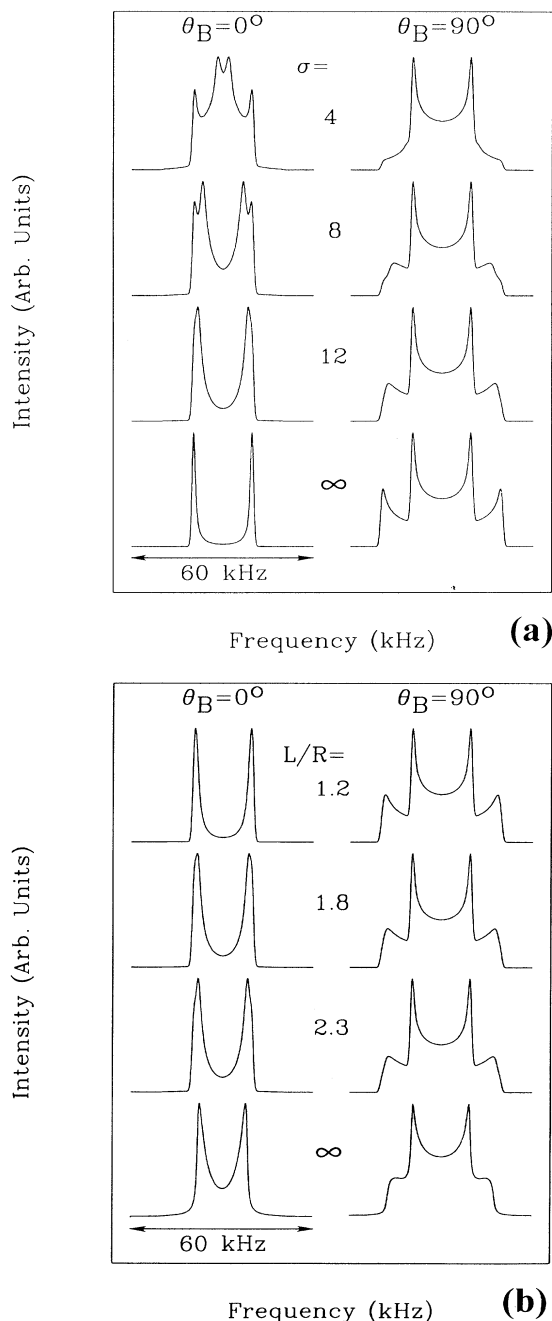 θB=0°
θB=90°
σ=
4
8
12
∞
60 kHz
Intensity (Arb. Units)
Frequency (kHz)
(a)
θB=0°
θB=90°
L/R=
1.2
1.8
2.3
∞
60 kHz
Intensity (Arb. Units)
Frequency (kHz)
(b)